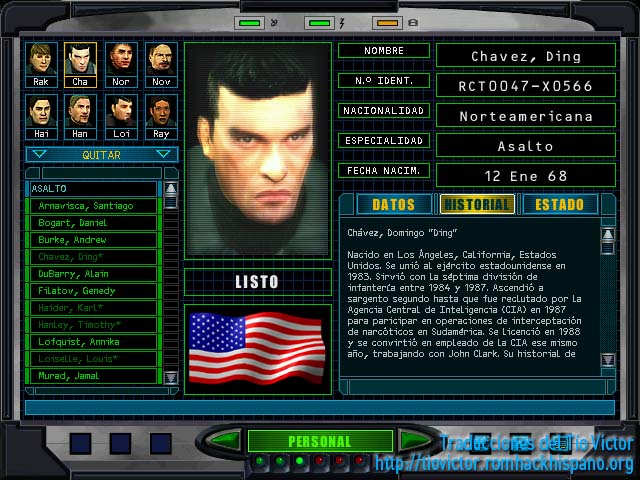 Rak Cha Nor Nov
Hai Han Loi Ray
QUITAR
ASALTO
Arnavisca, Santiago
Bogart, Daniel
Burke, Andrew
Chavez, Ding*
DuBarry, Alain
Filatov, Genedy
Haider, Karl*
Hanley, Timothy*
Lofquist, Annika
Loiselle, Louis*
Murad, Jamal
LISTO
NOMBRE
Chavez, Ding
N.º IDENT.
RCT0047-X0566
NACIONALIDAD
Norteamericana
ESPECIALIDAD
Asalto
FECHA NACIM.
12 Ene 68
DATOS HISTORIAL ESTADO
Chávez, Domingo "Ding"
Nacido en Los Ángeles, California, Estados
Unidos. Se unió al ejército estadounidense en
1983. Sirvió con la séptima división de
infantería entre 1984 y 1987. Ascendió a
sargento segundo hasta que fue reclutado por la
Agencia Central de Inteligencia (CIA) en 1987
para paricipar en operaciones de interceptación
de narcóticos en Sudamérica. Se licenció en 1988
y se convirtió en empleado de la CIA ese mismo
año, trabajando con John Clark. Su historial de
PERSONAL
Traducciones del Tio Victor
http://tiovictor.romhackhispano.org